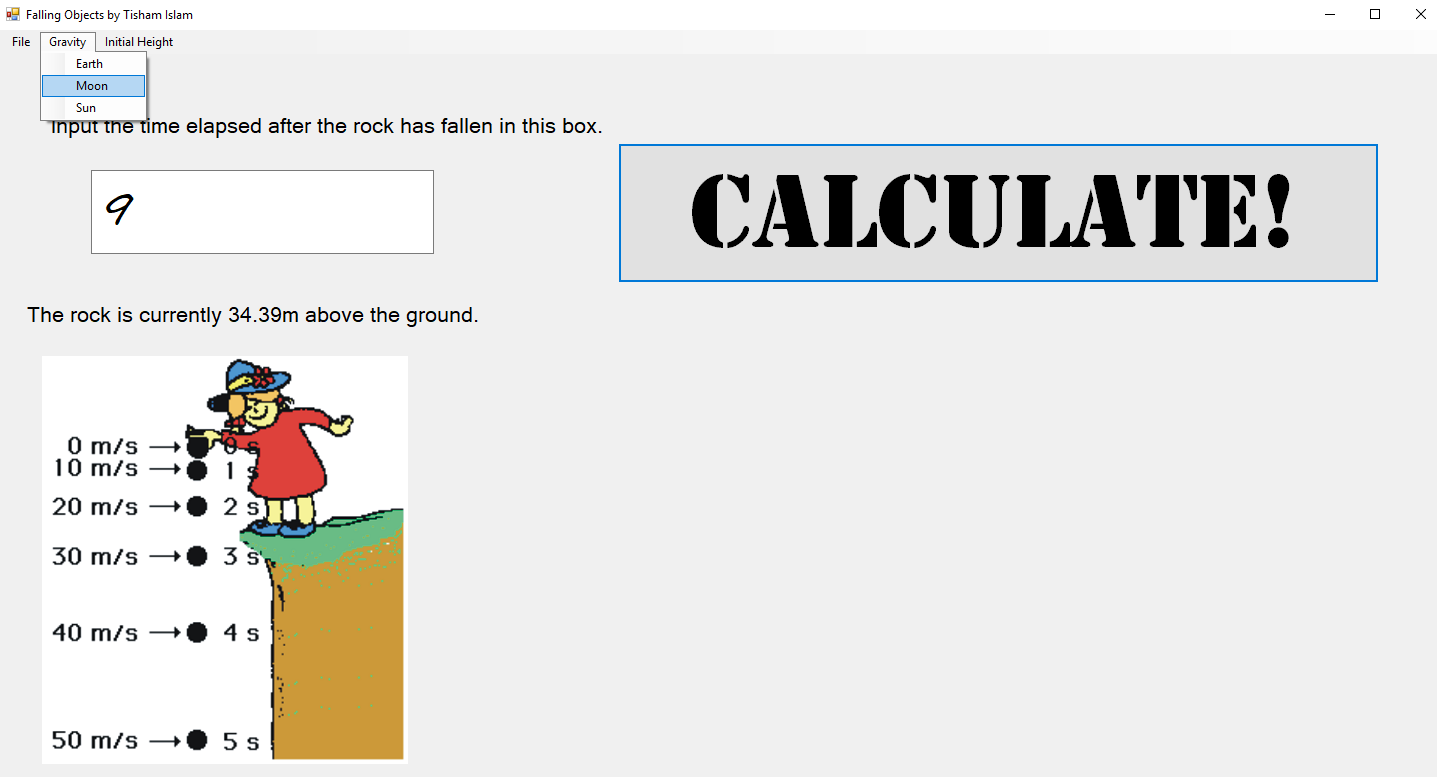 Falling Objects by Tisham Islam
File Gravity Initial Height
Earth
Moon
Sun
Input the time elapsed after the rock has fallen in this box.
9
CALCULATE!
The rock is currently 34.39m above the ground.
0 m/s 0 s
10 m/s 1 s
20 m/s 2 s
30 m/s 3 s
40 m/s 4 s
50 m/s 5 s